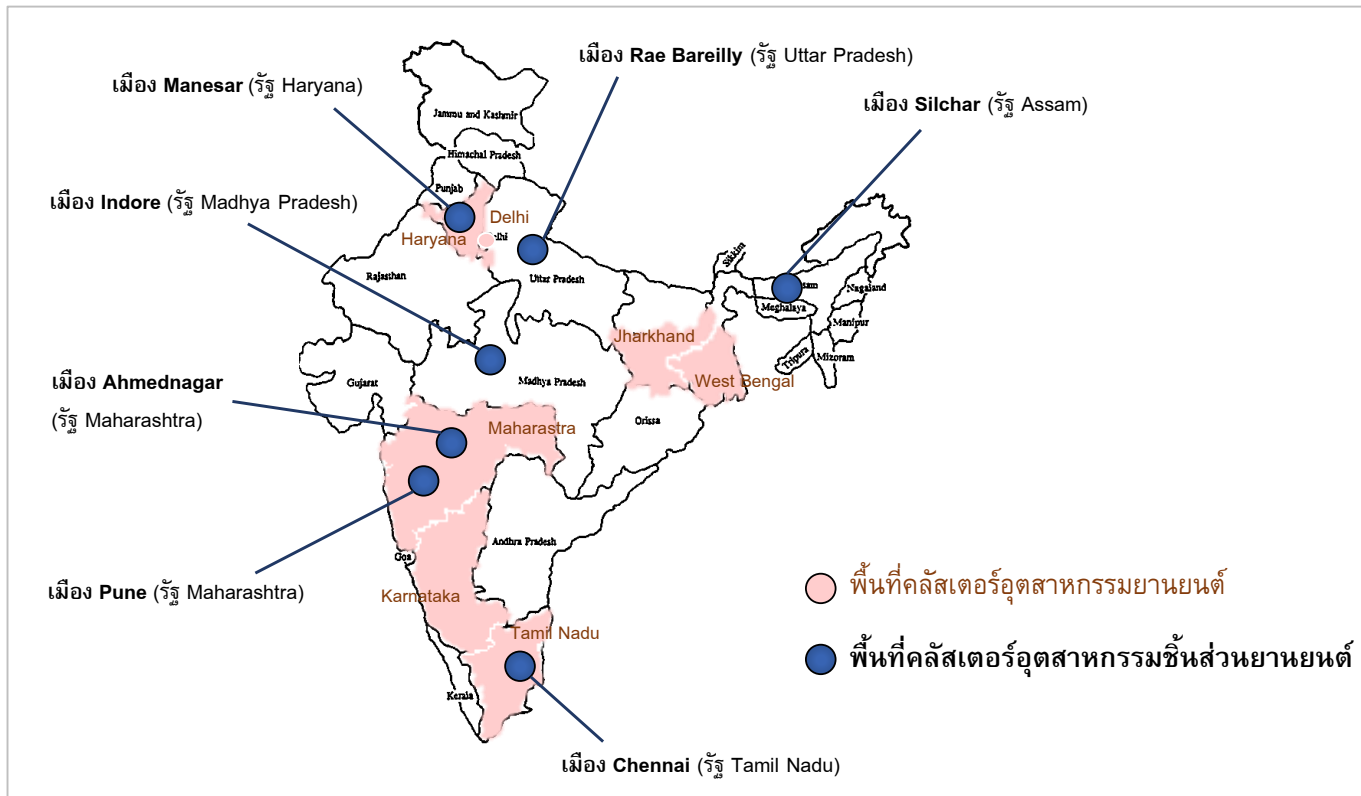 เมือง Rae Bareilly (รัฐ Uttar Pradesh)
เมือง Manesar (รัฐ Haryana)
เมือง Silchar (รัฐ Assam)
Jammu and Kashmir
Himachal Pradesh
Punjab
เมือง Indore (รัฐ Madhya Pradesh)
Delhi
Haryana
elhi
Rajasthan
Uttar Pradesh
Sikkim
sam
Nagaland
Meghalaya
Manipur
Jharkhand
Tripura
Mizoram
เมือง Ahmednagar
(รัฐ Maharashtra)
Gujarat
Madhya Pradesh
West Bengal
Maharastra
Orissa
Andhra Pradesh
Goa
เมือง Pune (รัฐ Maharashtra)
Karnataka
พื้นที่คลัสเตอร์อุตสาหกรรมยานยนต์
Tamil Nadu
พื้นที่คลัสเตอร์อุตสาหกรรมชิ้นส่วนยานยนต์
Kerala
เมือง Chennai (รัฐ Tamil Nadu)